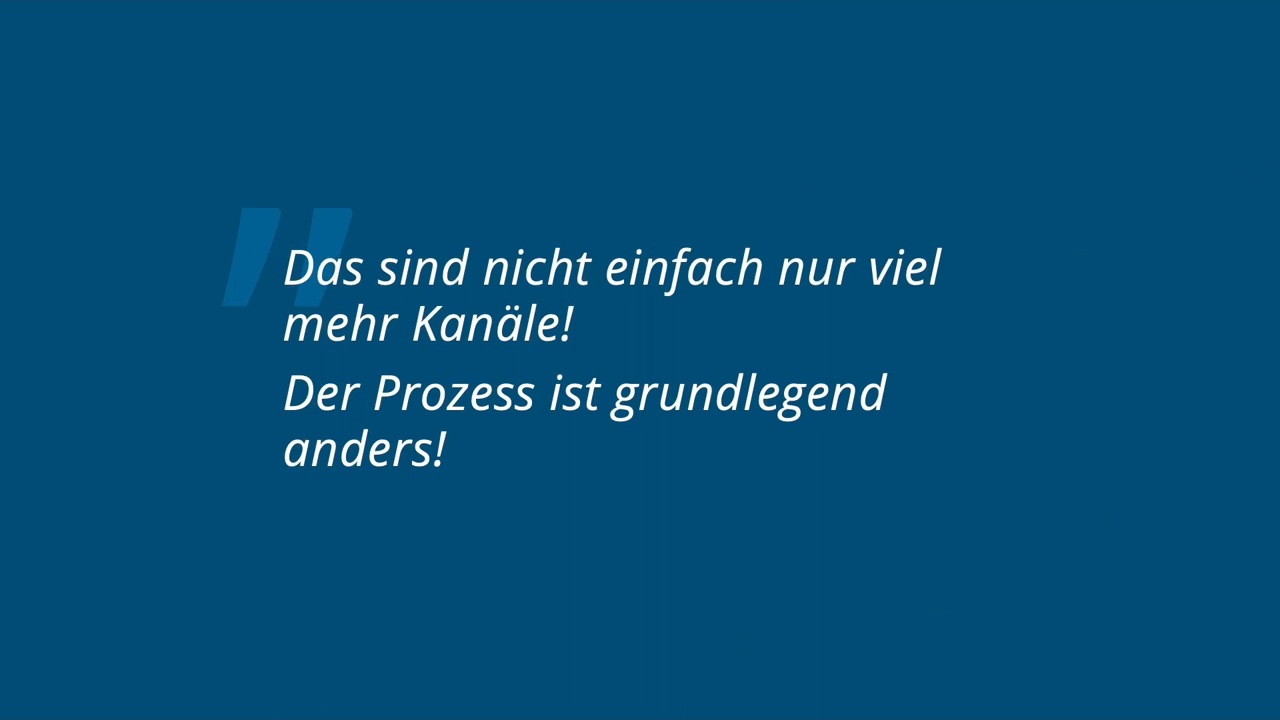 Das sind nicht einfach nur viel
mehr Kanäle!
Der Prozess ist grundlegend
anders!